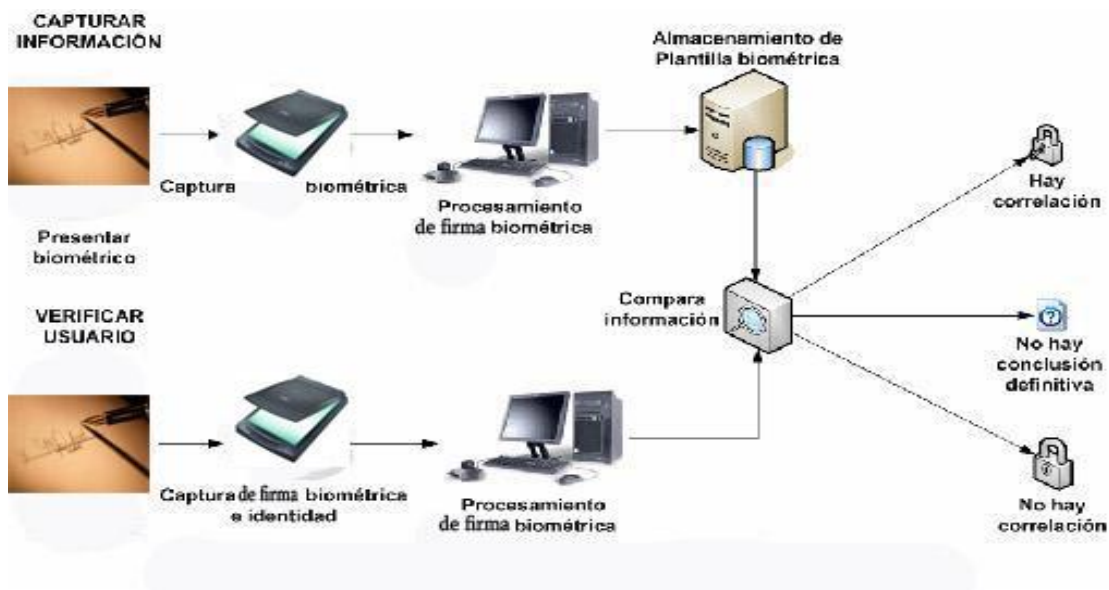 CAPTURAR
INFORMACIÓN
Almacenamiento de
Plantilla biométrica
Captura biométrica
Procesamiento
de firma biométrica
Hay
correlación
Presentar
biométrico
Compara
información
VERIFICAR
USUARIO
No hay
conclusión
definitiva
Captura de firma biométrica
e identidad
Procesamiento
de firma biométrica
No hay
correlación